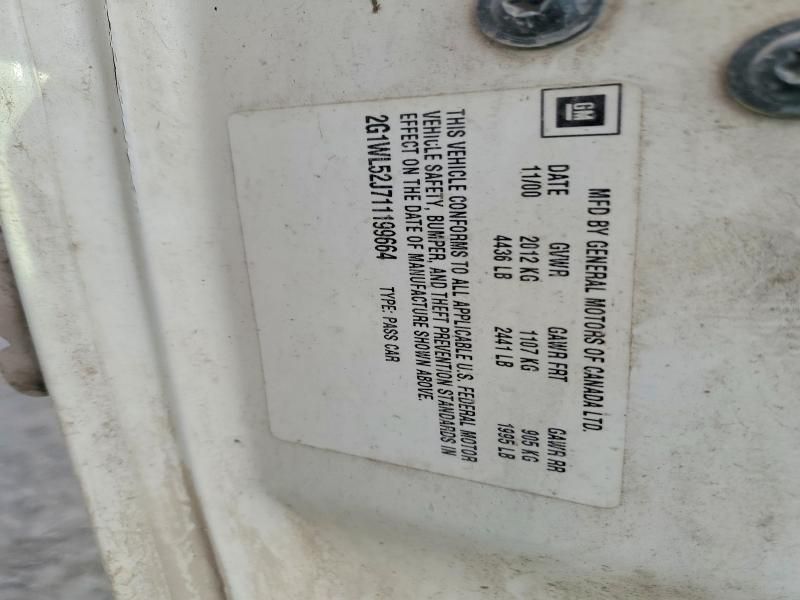 GM
MFD BY GENERAL MOTORS OF CANADA LTD.
DATE GVWR GAWR FRT GAWR RR
11/00 2012 KG 1107 KG 905 KG
4436 LB 2441 LB 1995 LB
THIS VEHICLE CONFORMS TO ALL APPLICABLE U.S. FEDERAL MOTOR
VEHICLE SAFETY, BUMPER, AND THEFT PREVENTION STANDARDS IN
EFFECT ON THE DATE OF MANUFACTURE SHOWN ABOVE.
2G1WL52J711199664 TYPE: PASS CAR